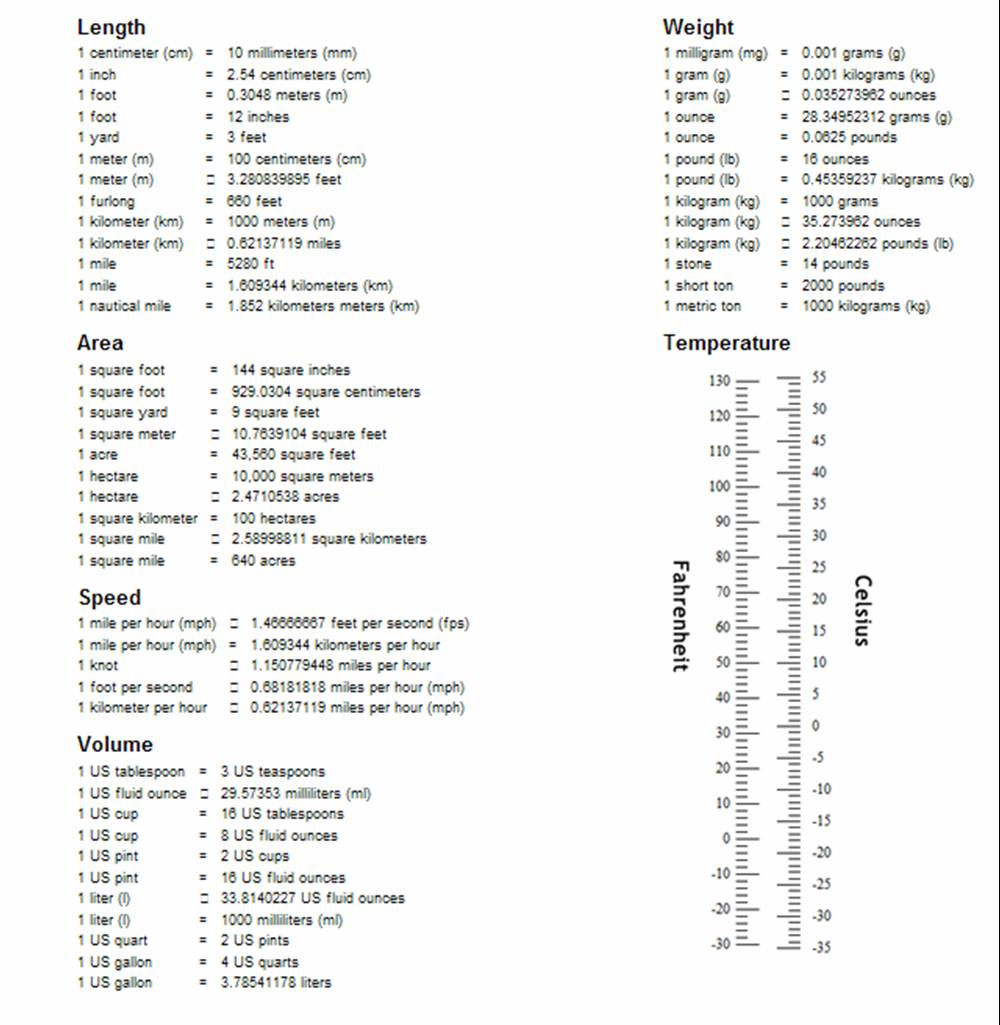 Length
1 centimeter (cm) = 10 millimeters (mm)
1 inch = 2.54 centimeters (cm)
1 foot = 0.3048 meters (m)
1 foot = 12 inches
1 yard = 3 feet
1 meter (m) = 100 centimeters (cm)
1 meter (m) □ 3.280839895 feet
1 furlong = 660 feet
1 kilometer (km) = 1000 meters (m)
1 kilometer (km) □ 0.62137119 miles
1 mile = 5280 ft
1 mile = 1.609344 kilometers (km)
1 nautical mile = 1.852 kilometers meters (km)
Area
1 square foot = 144 square inches
1 square foot = 929.0304 square centimeters
1 square yard = 9 square feet
1 square meter □ 10.7639104 square feet
1 acre = 43,560 square feet
1 hectare = 10,000 square meters
1 hectare □ 2.4710538 acres
1 square kilometer = 100 hectares
1 square mile □ 2.58998811 square kilometers
1 square mile = 640 acres
Speed
1 mile per hour (mph) □ 1.46666667 feet per second (fps)
1 mile per hour (mph) = 1.609344 kilometers per hour
1 knot □ 1.150779448 miles per hour
1 foot per second □ 0.68181818 miles per hour (mph)
1 kilometer per hour □ 0.62137119 miles per hour (mph)
Volume
1 US tablespoon = 3 US teaspoons
1 US fluid ounce □ 29.57353 milliliters (ml)
1 US cup = 16 US tablespoons
1 US cup = 8 US fluid ounces
1 US pint = 2 US cups
1 US pint = 16 US fluid ounces
1 liter (l) □ 33.8140227 US fluid ounces
1 liter (l) = 1000 milliliters (ml)
1 US quart = 2 US pints
1 US gallon = 4 US quarts
1 US gallon = 3.78541178 liters
Weight
1 milligram (mg) = 0.001 grams (g)
1 gram (g) = 0.001 kilograms (kg)
1 gram (g) □ 0.035273962 ounces
1 ounce = 28.34952312 grams (g)
1 ounce = 0.0625 pounds
1 pound (lb) = 16 ounces
1 pound (lb) = 0.45359237 kilograms (kg)
1 kilogram (kg) = 1000 grams
1 kilogram (kg) □ 35.273962 ounces
1 kilogram (kg) □ 2.20462262 pounds (lb)
1 stone = 14 pounds
1 short ton = 2000 pounds
1 metric ton = 1000 kilograms (kg)
Temperature
Fahrenheit
130
120
110
100
90
80
70
60
50
40
30
20
10
0
-10
-20
-30
55
50
45
40
35
30
25
20
15
10
5
0
-5
-10
-15
-20
-25
-30
-35
Celsius